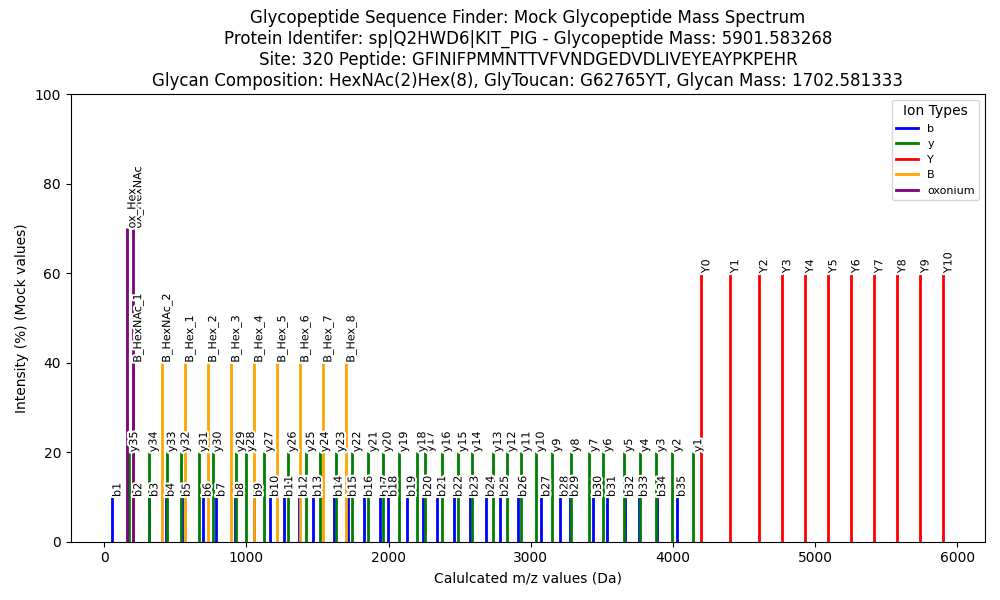 Glycopeptide Sequence Finder: Mock Glycopeptide Mass Spectrum
Protein Identifer: sp|Q2HWD6|KIT_PIG - Glycopeptide Mass: 5901.583268
Site: 320 Peptide: GFINIFPMMNTTVFVNDGEDVDLIVEYEAYPKPEHR
Glycan Composition: HexNAc(2)Hex(8), GlyToucan: G62765YT, Glycan Mass: 1702.581333
Intensity (%) (Mock values)
100
80
60
40
20
0
Ion Types
b
y
Y
B
oxonium
ox_Hex
ox_HexNAc
Y0
Y1
Y2
Y3
Y4
Y5
Y6
Y7
Y8
Y9
Y10
B_HexNAc_1
B_HexNAc_2
B_Hex_1
B_Hex_2
B_Hex_3
B_Hex_4
B_Hex_5
B_Hex_6
B_Hex_7
B_Hex_8
y35
y34
y33
y32
y31
y30
y29
y28
y27
y26
y25
y24
y23
y22
y21
y20
y19
y18
y17
y16
y15
y14
y13
y12
y11
y10
y9
y8
y7
y6
y5
y4
y3
y2
y1
b1
b2
b3
b4
b5
b6
b7
b8
b9
b10
b11
b12
b13
b14
b15
b16
b17
b18
b19
b20
b21
b22
b23
b24
b25
b26
b27
b28
b29
b30
b31
b32
b33
b34
b35
0
1000
2000
3000
4000
5000
6000
Calulcated m/z values (Da)